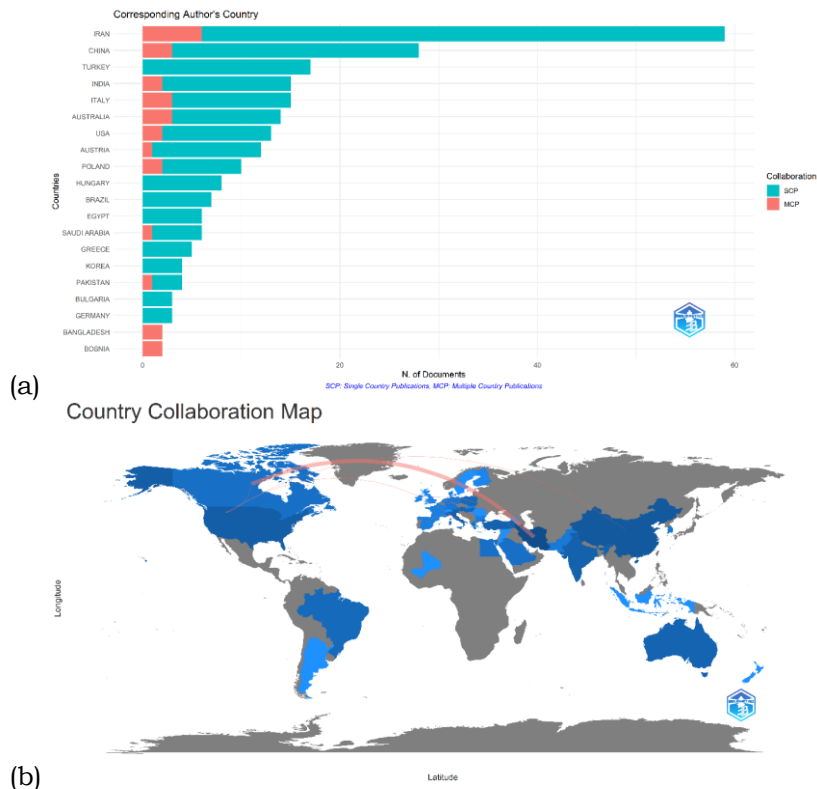 Corresponding Author's Country
IRAN
CHINA
TURKEY
INDIA
ITALY
AUSTRALIA
USA
AUSTRIA
POLAND
HUNGARY
BRAZIL
EGYPT
SAUDI ARABIA
GREECE
KOREA
PAKISTAN
BULGARIA
GERMANY
BANGLADESH
BOSNIA
Countries
Collaboration
SCP
MCP
0
20
40
60
N. of Documents
SCP: Single Country Publications, MCP: Multiple Country Publications
(a)
Country Collaboration Map
Longitude
Latitude
(b)